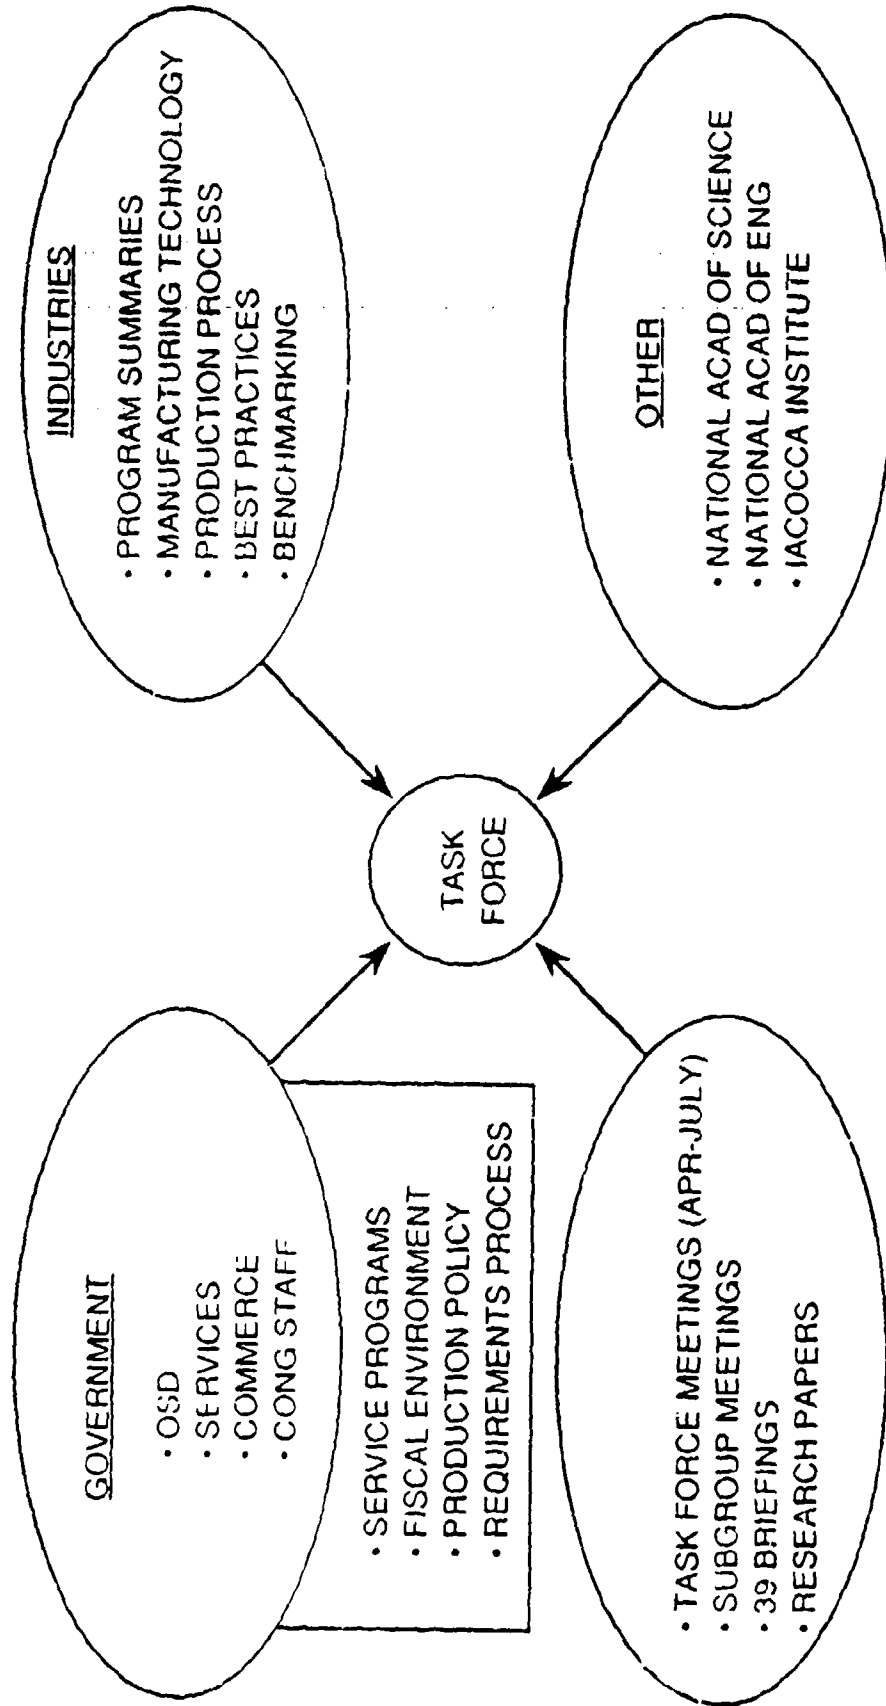 GOVERNMENT
· OSD
· SERVICES
· COMMERCE
· CONG STAFF
· SERVICE PROGRAMS
· FISCAL ENVIRONMENT
· PRODUCTION POLICY
· REQUIREMENTS PROCESS
INDUSTRIES
· PROGRAM SUMMARIES
· MANUFACTURING TECHNOLOGY
· PRODUCTION PROCESS
· BEST PRACTICES
· BENCHMARKING
TASK
FORCE
· TASK FORCE MEETINGS (APR-JULY)
· SUBGROUP MEETINGS
· 39 BRIEFINGS
· RESEARCH PAPERS
OTHER
· NATIONAL ACAD OF SCIENCE
· NATIONAL ACAD OF ENG
· IACOCCA INSTITUTE